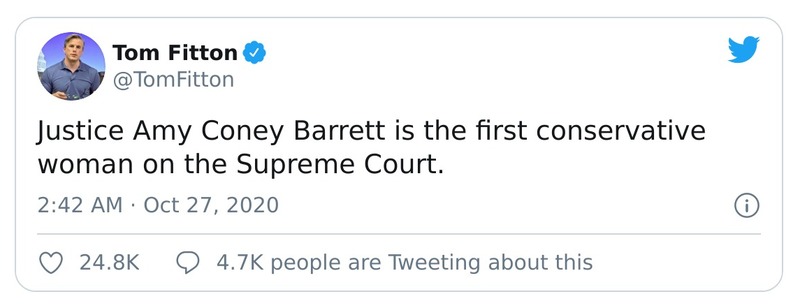 Tom Fitton
@TomFitton
Justice Amy Coney Barrett is the first conservative
woman on the Supreme Court.
2:42 AM · Oct 27, 2020
24.8K 4.7K people are Tweeting about this